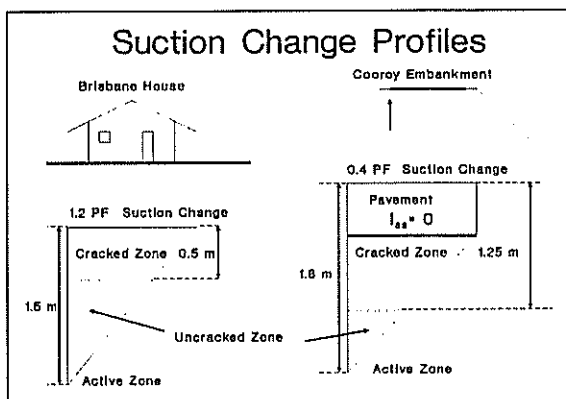 Suction Change Profiles
Brisbane House
Cooroy Embankment
1.2 PF Suction Change
Cracked Zone 0.5 m
1.5 m
Uncracked Zone
Active Zone
0.4 PF Suction Change
Pavement
Iss= 0
Cracked Zone 1.25 m
1.8 m
Active Zone